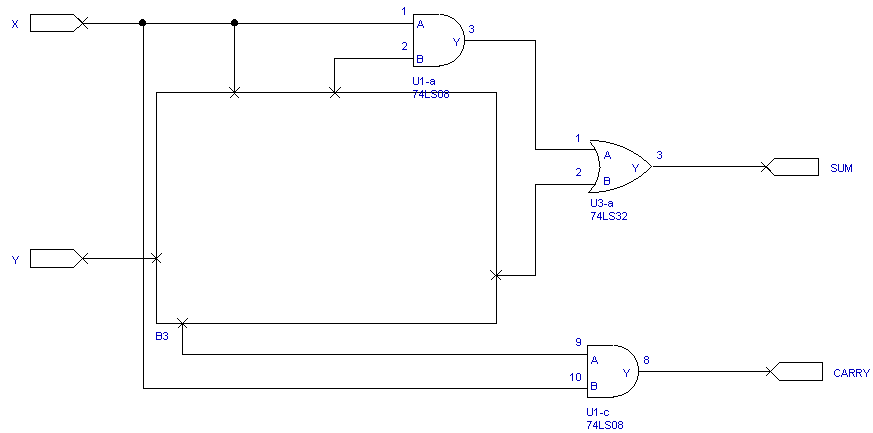 X
1
A
2
B
Y
3
U1-a
74LS08
1
A
2
B
Y
3
U3-a
74LS32
SUM
Y
B3
9
A
10
B
Y
8
U1-c
74LS08
CARRY